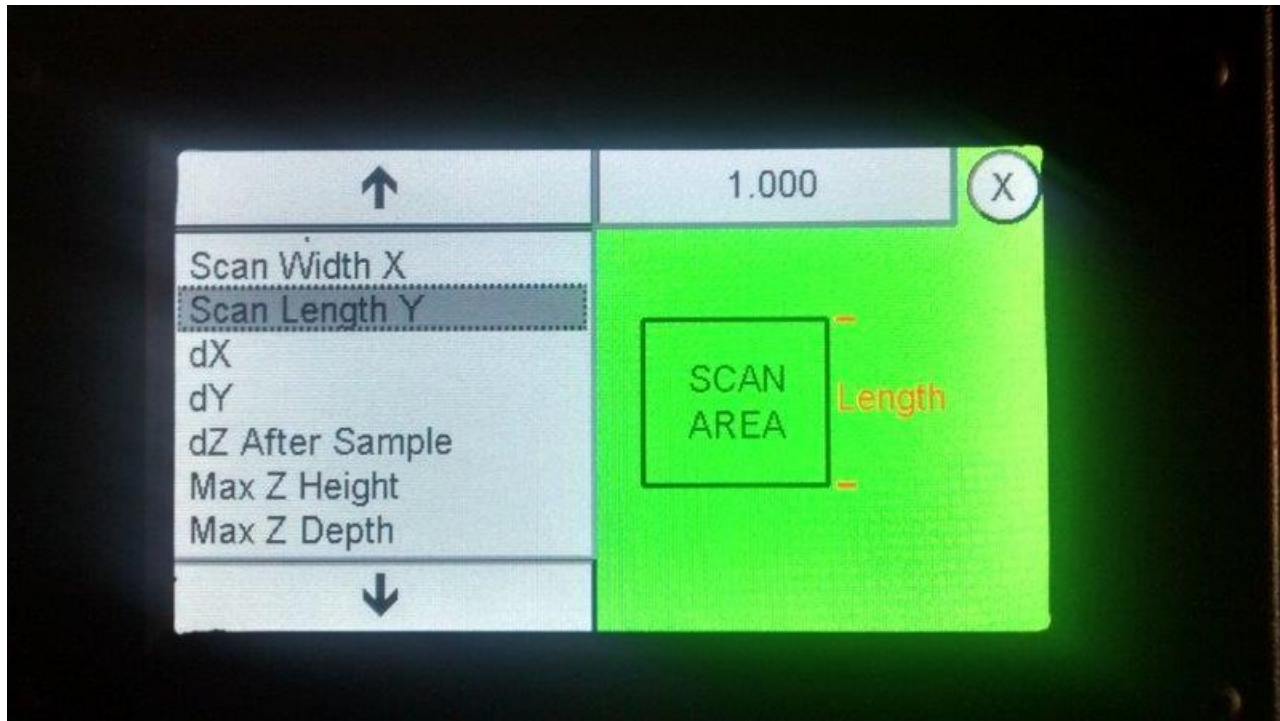 ↑
1.000
X
Scan Width X
Scan Length Y
dX
dY
dZ After Sample
Max Z Height
Max Z Depth
↓
SCAN
AREA
Length